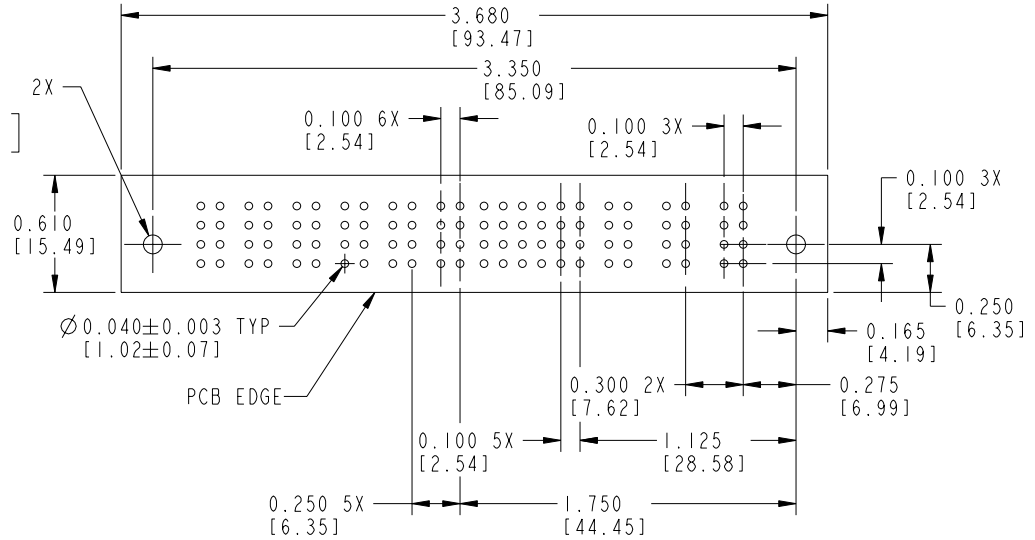 3.680
[93.47]
3.350
[85.09]
2X
0.100 6X
[2.54]
0.100 3X
[2.54]
]
0.100 3X
[2.54]
0.610
[15.49]
0.250
[6.35]
Ø0.040±0.003 TYP
[1.02±0.07]
0.165
[4.19]
PCB EDGE
0.300 2X
[7.62]
0.275
[6.99]
0.100 5X
[2.54]
1.125
[28.58]
0.250 5X
[6.35]
1.750
[44.45]